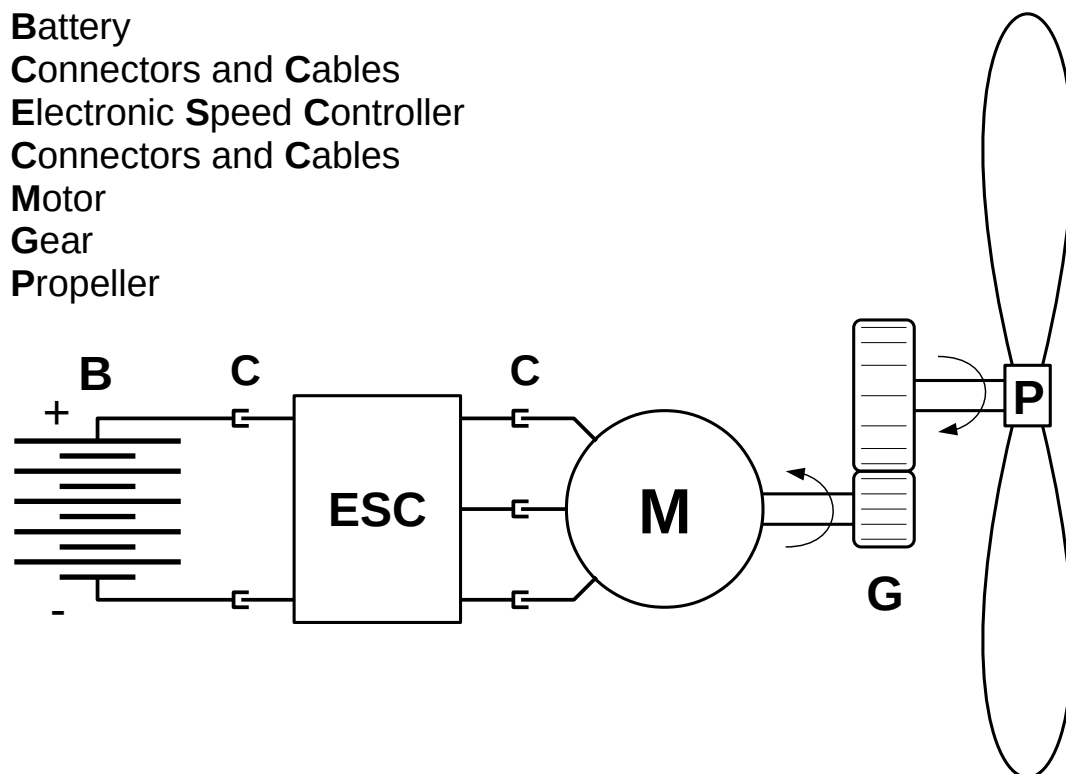 Battery
Connectors and Cables
Electronic Speed Controller
Connectors and Cables
Motor
Gear
Propeller
B C C
+
P
ESC M
G
-